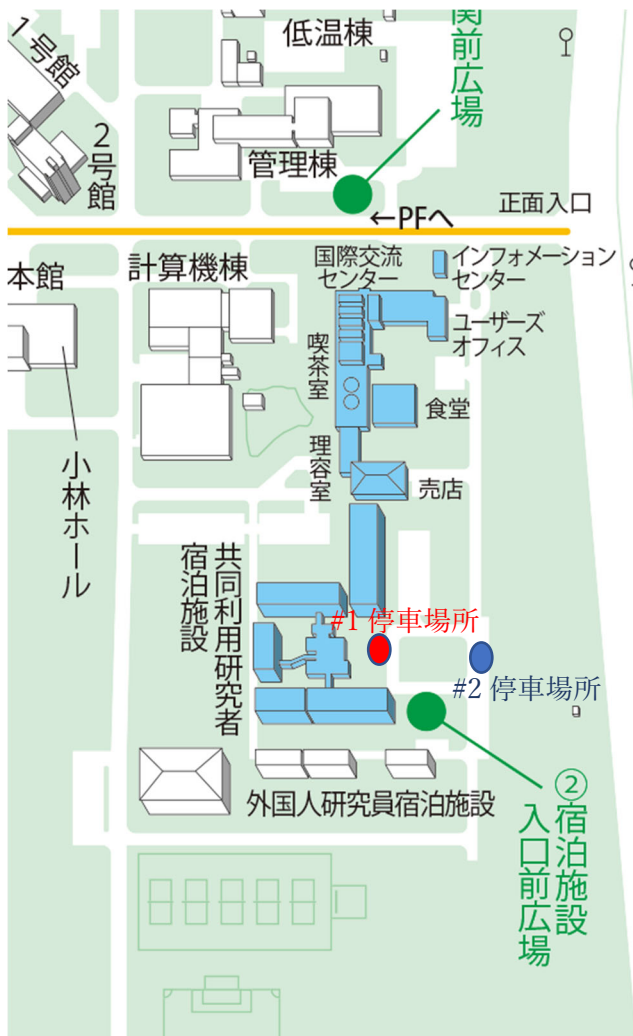 低温棟
関前広場
1号館
2号館
管理棟
正面入口
←PFへ
本館
計算機棟
国際交流
センター
インフォメーション
センター
ユーザーズ
オフィス
喫茶室
食堂
理容室
売店
小林ホール
共同利用研究者
宿泊施設
#1 停車場所
#2 停車場所
外国人研究員宿泊施設
②宿泊施設
入口前広場